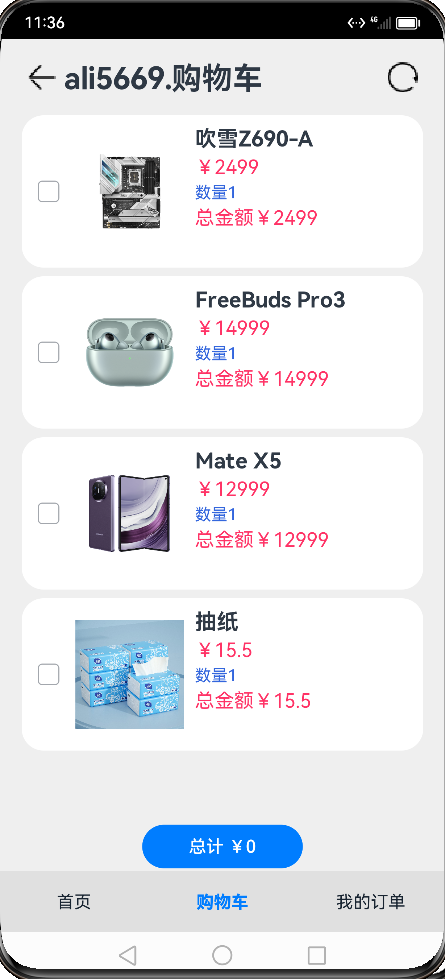 11:36
4G
ali5669.购物车
吹雪Z690-A
￥2499
数量1
总金额￥2499
FreeBuds Pro3
￥14999
数量1
总金额￥14999
Mate X5
￥12999
数量1
总金额￥12999
抽纸
￥15.5
数量1
总金额￥15.5
总计 ￥0
首页
购物车
我的订单